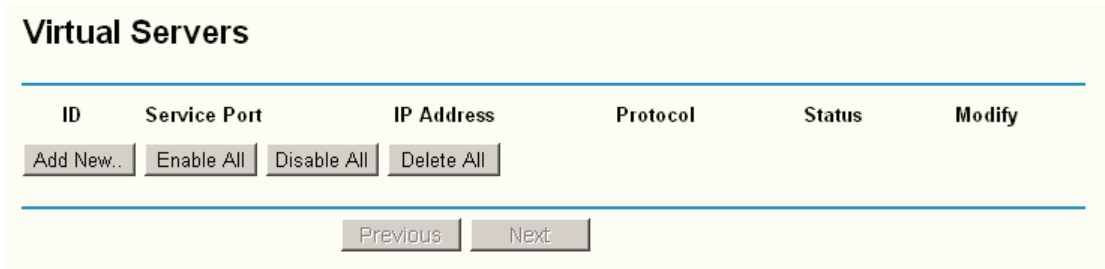 Virtual Servers
ID Service Port IP Address Protocol Status Modify
Add New.. Enable All Disable All Delete All
Previous Next